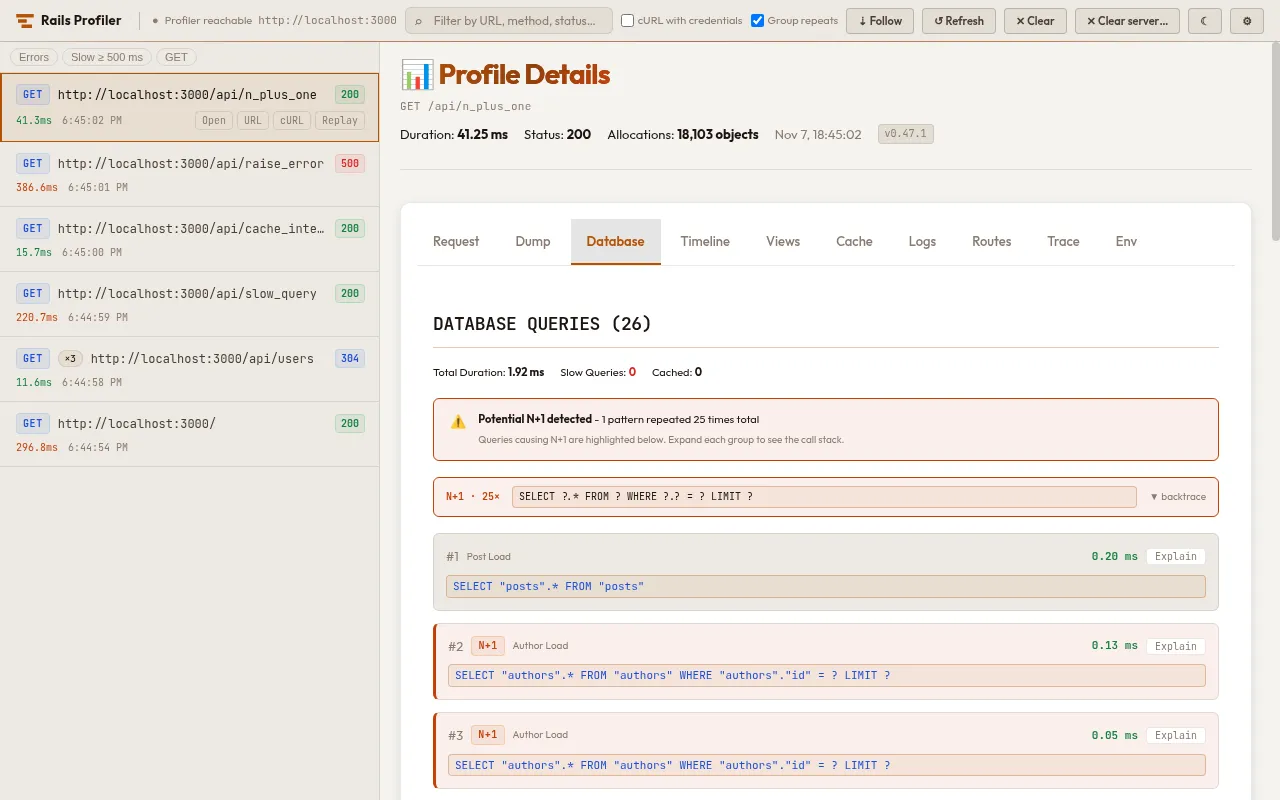 Rails Profiler
● Profiler reachable http://localhost:3000
Filter by URL, method, status...
cURL with credentials
Group repeats
↓ Follow
↺ Refresh
✕ Clear
✕ Clear server...
Errors
Slow ≥ 500 ms
GET
GET http://localhost:3000/api/n_plus_one 200
41.3ms 6:45:02 PM Open URL cURL Replay
GET http://localhost:3000/api/raise_error 500
386.6ms 6:45:01 PM
GET http://localhost:3000/api/cache_inte… 200
15.7ms 6:45:00 PM
GET http://localhost:3000/api/slow_query 200
220.7ms 6:44:59 PM
GET ×3 http://localhost:3000/api/users 304
11.6ms 6:44:58 PM
GET http://localhost:3000/ 200
296.8ms 6:44:54 PM
📊 Profile Details
GET /api/n_plus_one
Duration: 41.25 ms Status: 200 Allocations: 18,103 objects Nov 7, 18:45:02 v0.47.1
Request Dump Database Timeline Views Cache Logs Routes Trace Env
DATABASE QUERIES (26)
Total Duration: 1.92 ms Slow Queries: 0 Cached: 0
⚠️ Potential N+1 detected - 1 pattern repeated 25 times total
Queries causing N+1 are highlighted below. Expand each group to see the call stack.
N+1 · 25× SELECT ?.* FROM ? WHERE ?.? = ? LIMIT ? ▼ backtrace
#1 Post Load 0.20 ms Explain
SELECT "posts".* FROM "posts"
#2 N+1 Author Load 0.13 ms Explain
SELECT "authors".* FROM "authors" WHERE "authors"."id" = ? LIMIT ?
#3 N+1 Author Load 0.05 ms Explain
SELECT "authors".* FROM "authors" WHERE "authors"."id" = ? LIMIT ?